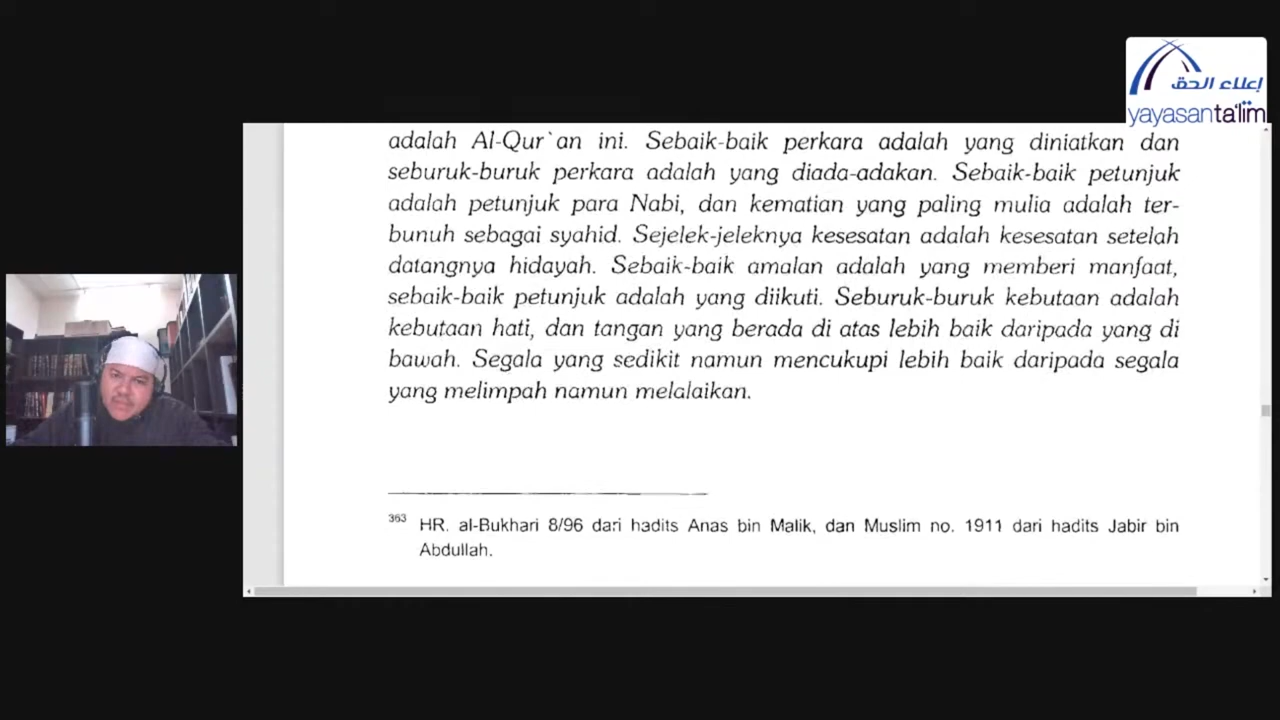 إعلاء الحق
yayasanta'lim
adalah Al-Qur`an ini. Sebaik-baik perkara adalah yang diniatkan dan
seburuk-buruk perkara adalah yang diada-adakan. Sebaik-baik petunjuk
adalah petunjuk para Nabi, dan kematian yang paling mulia adalah ter-
bunuh sebagai syahid. Sejelek-jeleknya kesesatan adalah kesesatan setelah
datangnya hidayah. Sebaik-baik amalan adalah yang memberi manfaat,
sebaik-baik petunjuk adalah yang diikuti. Seburuk-buruk kebutaan adalah
kebutaan hati, dan tangan yang berada di atas lebih baik daripada yang di
bawah. Segala yang sedikit namun mencukupi lebih baik daripada segala
yang melimpah namun melalaikan.
363 HR. al-Bukhari 8/96 dari hadits Anas bin Malik, dan Muslim no. 1911 dari hadits Jabir bin
Abdullah.